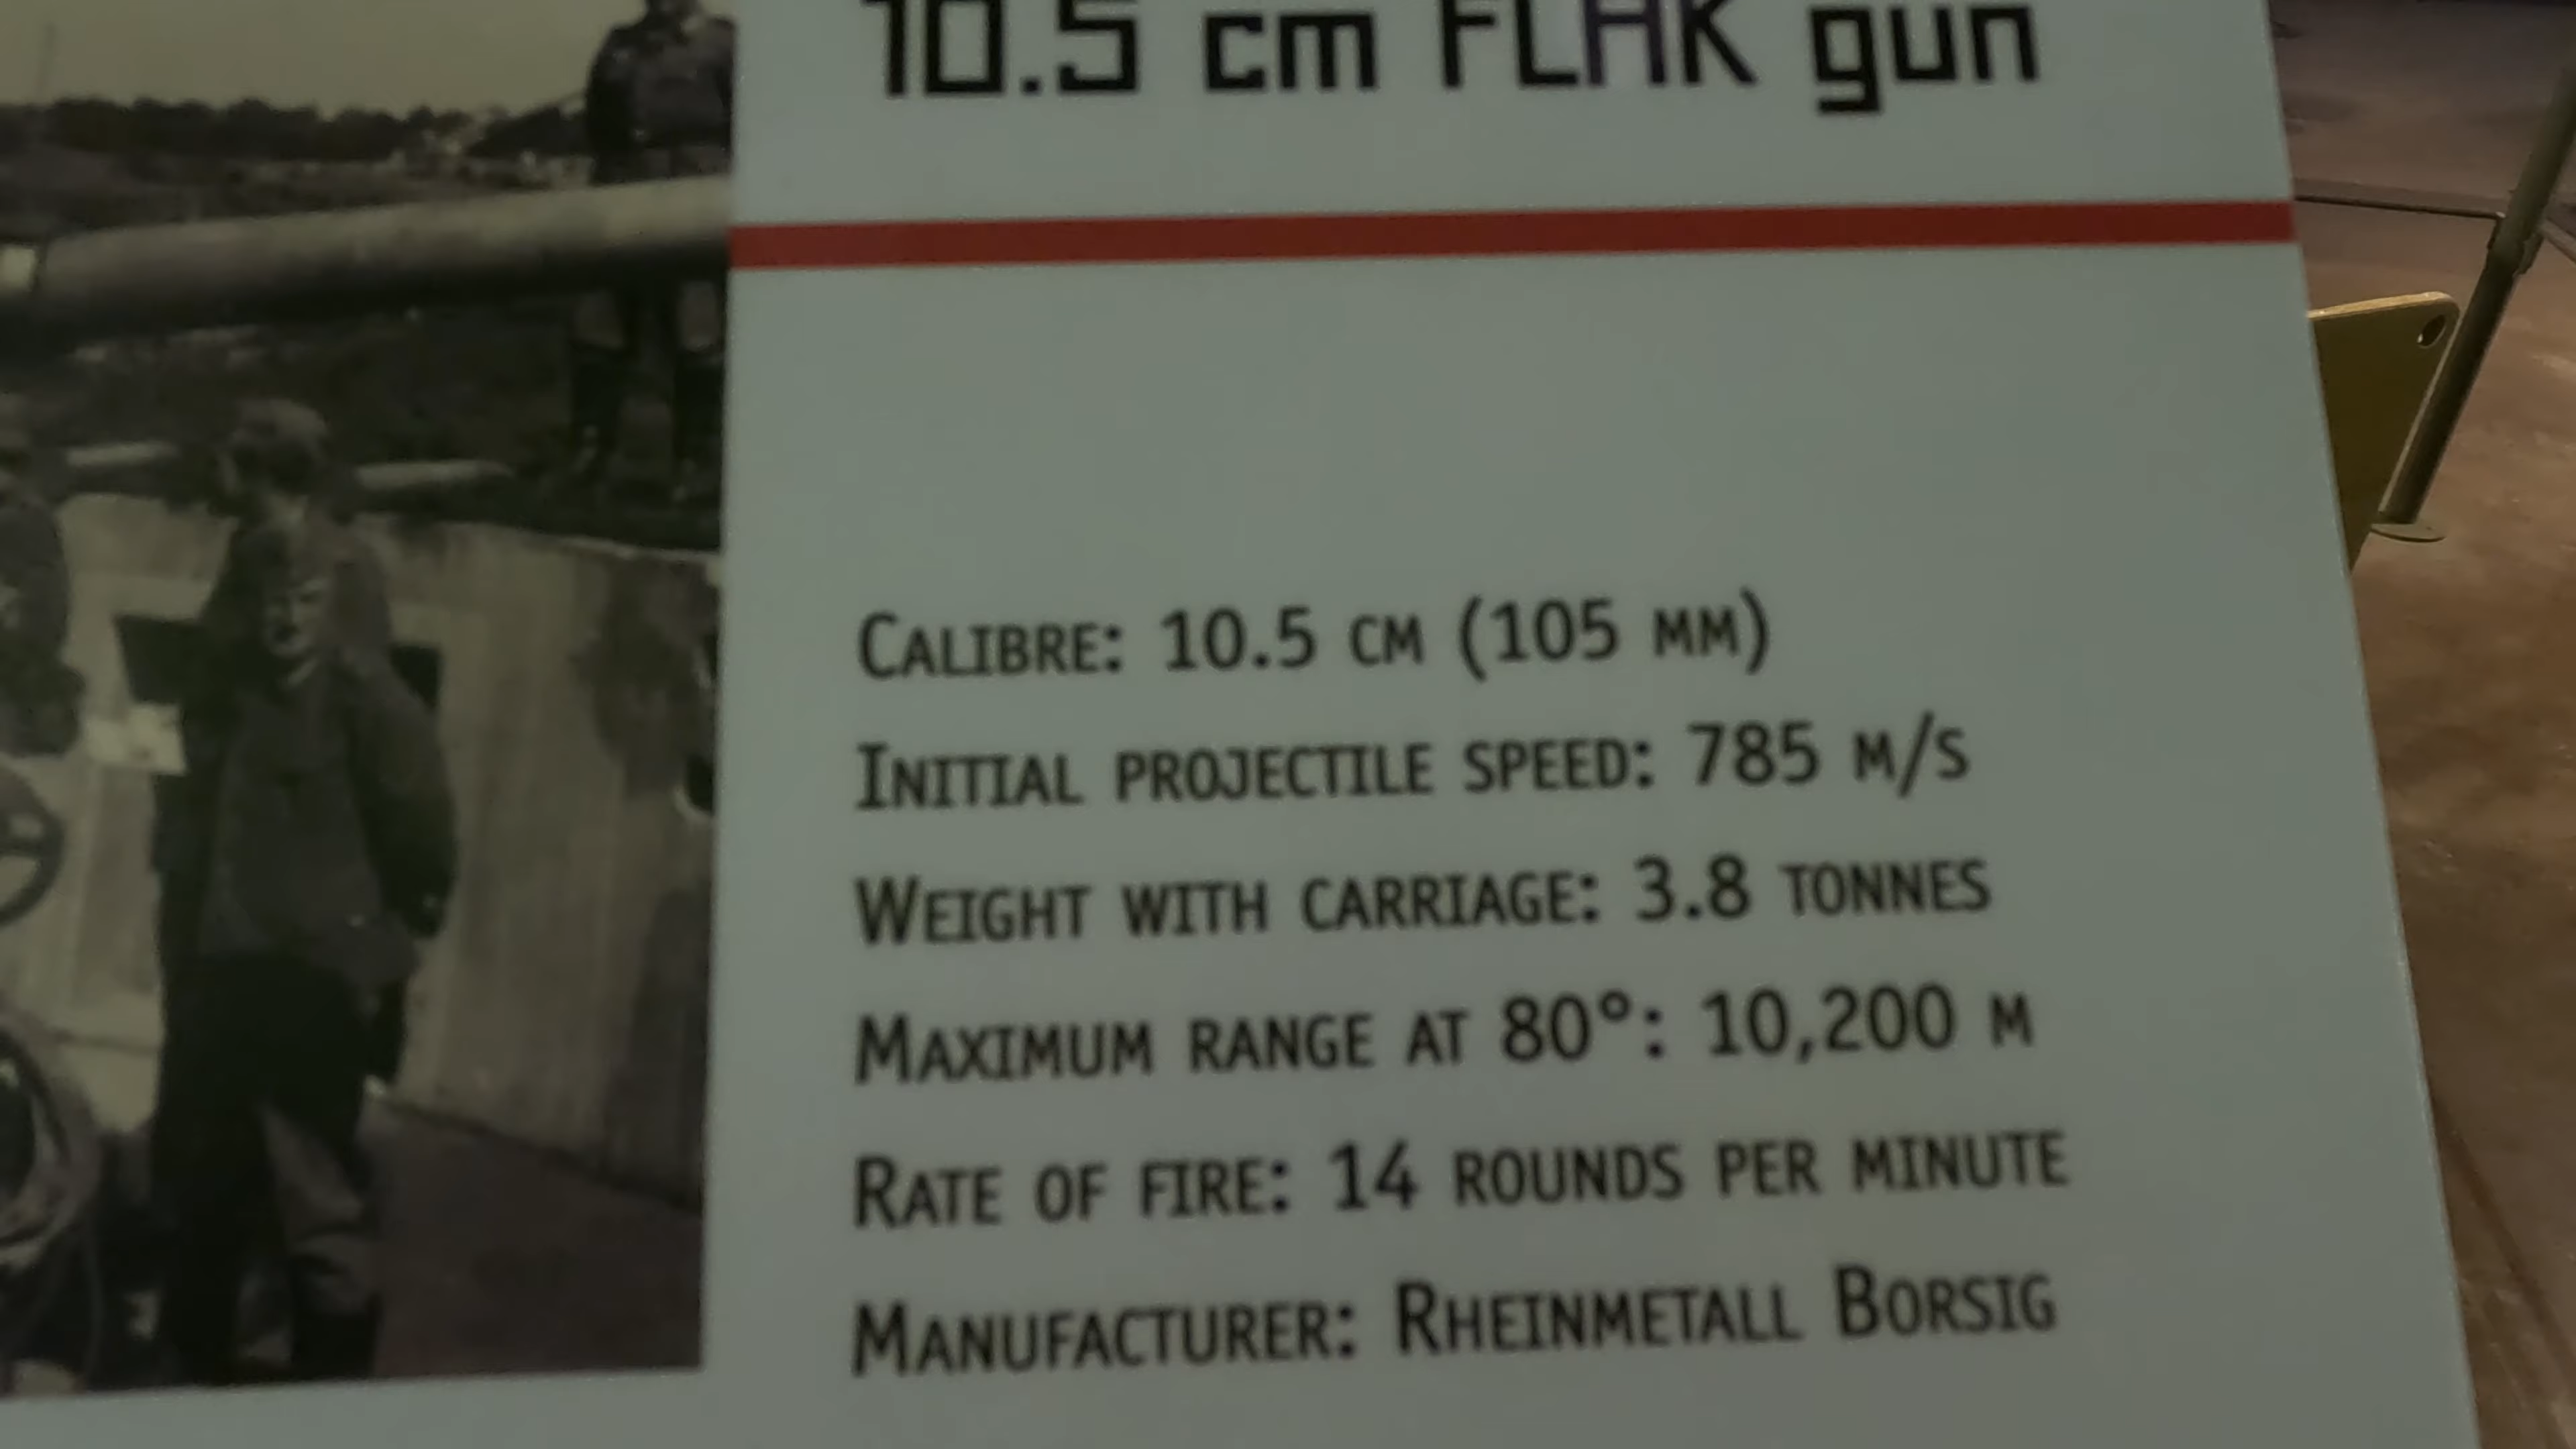 10.5 cm FLAK gun
Calibre: 10.5 cm (105 mm)
Initial projectile speed: 785 m/s
Weight with carriage: 3.8 tonnes
Maximum range at 80°: 10,200 m
Rate of fire: 14 rounds per minute
Manufacturer: Rheinmetall Borsig